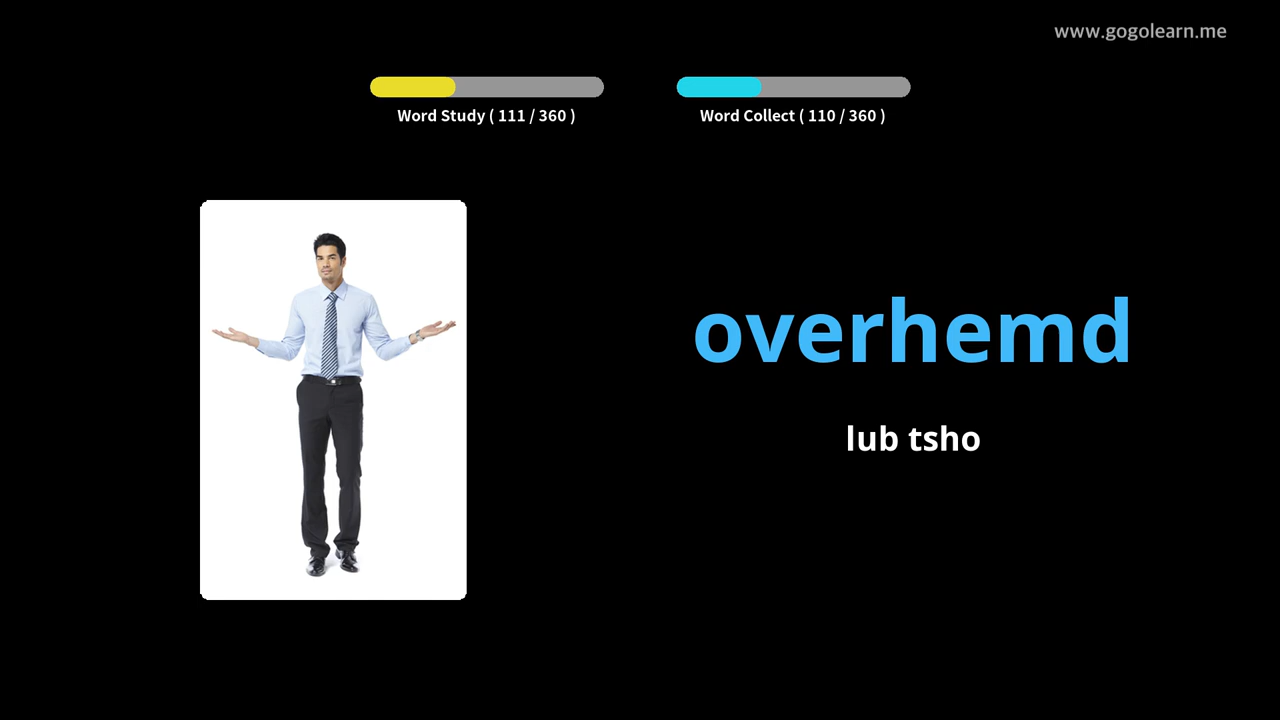 www.gogolearn.me
Word Study ( 111 / 360 )
Word Collect ( 110 / 360 )
overhemd
lub tsho